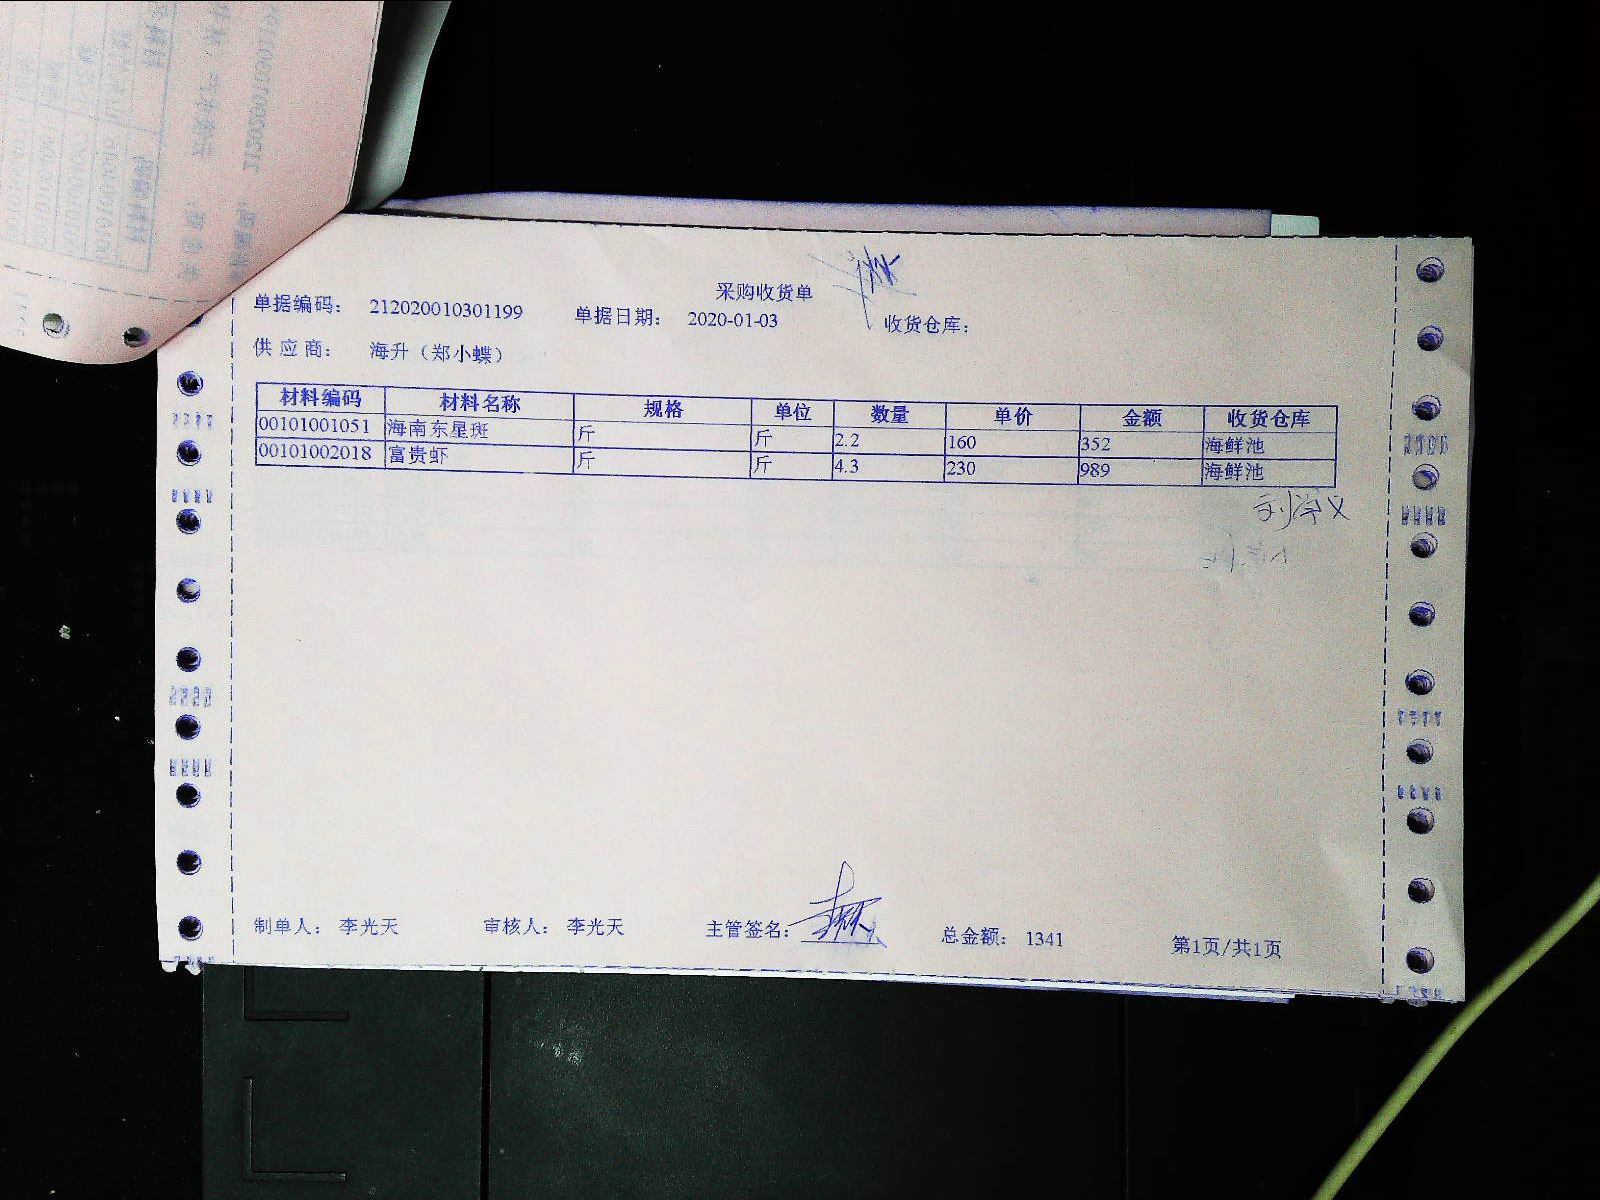 采购收货单
单据编码： 212020010301199 单据日期： 2020-01-03 收货仓库：
供应商： 海升（郑小蝶）
材料编码 材料名称 规格 单位 数量 单价 金额 收货仓库
00101001051 海南东星斑 斤 斤 2.2 160 352 海鲜池
00101002018 富贵虾 斤 斤 4.3 230 989 海鲜池
制单人： 李光天 审核人： 李光天 主管签名： 总金额： 1341 第1页/共1页